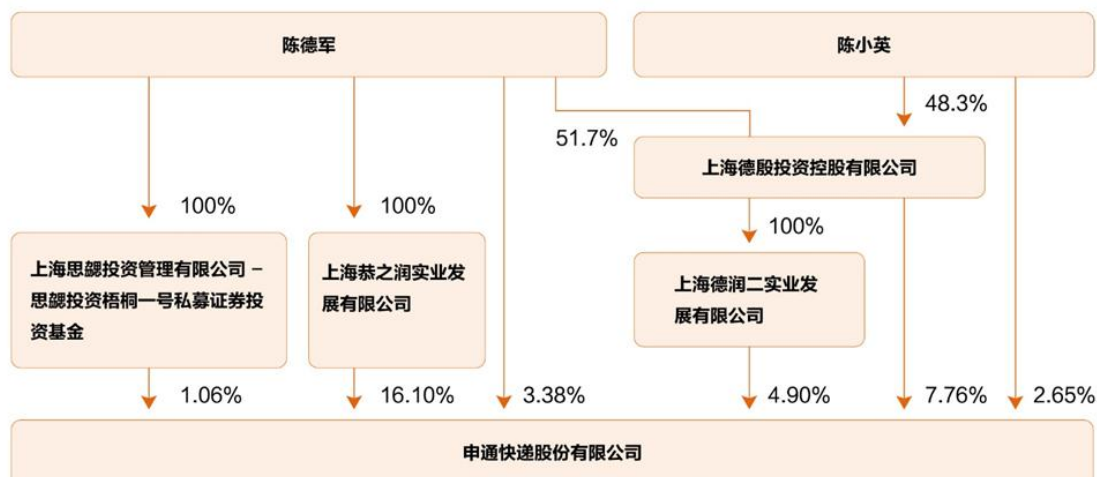 陈德军
陈小英
48.3%
51.7%
上海德殷投资控股有限公司
100%
100%
100%
上海思勰投资管理有限公司 –
思勰投资梧桐一号私募证券投
资基金
上海恭之润实业发
展有限公司
上海德润二实业发
展有限公司
1.06%
16.10%
3.38%
4.90%
7.76%
2.65%
申通快递股份有限公司